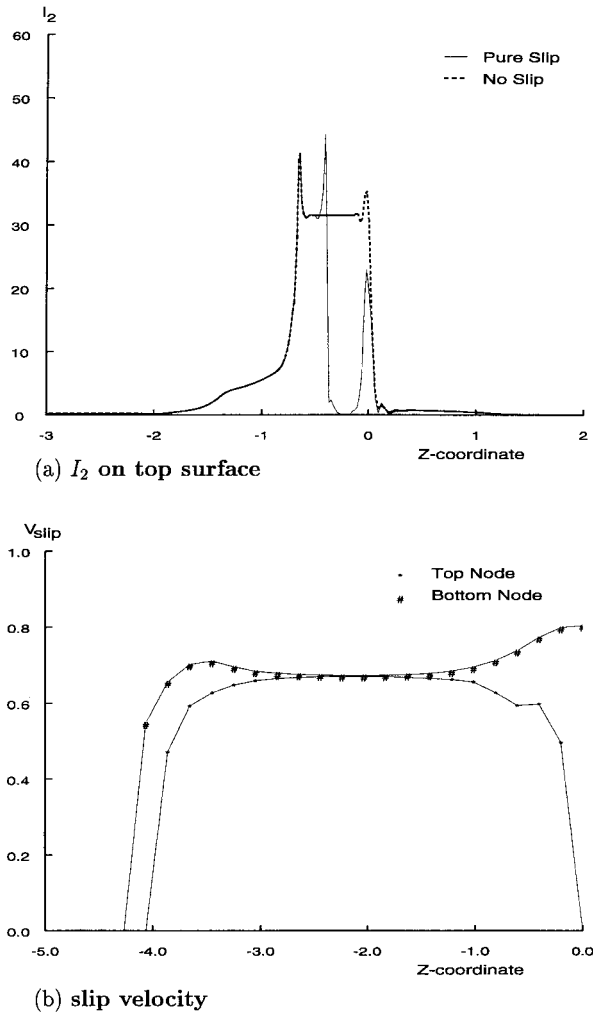 I2
60
50
40
30
20
10
0
-3
-2
-1
0
1
2
Z-coordinate
Pure Slip
No Slip
(a) I2 on top surface
Vslip
1.0
0.8
0.6
0.4
0.2
0.0
-5.0
-4.0
-3.0
-2.0
-1.0
0.0
Z-coordinate
Top Node
# Bottom Node
(b) slip velocity